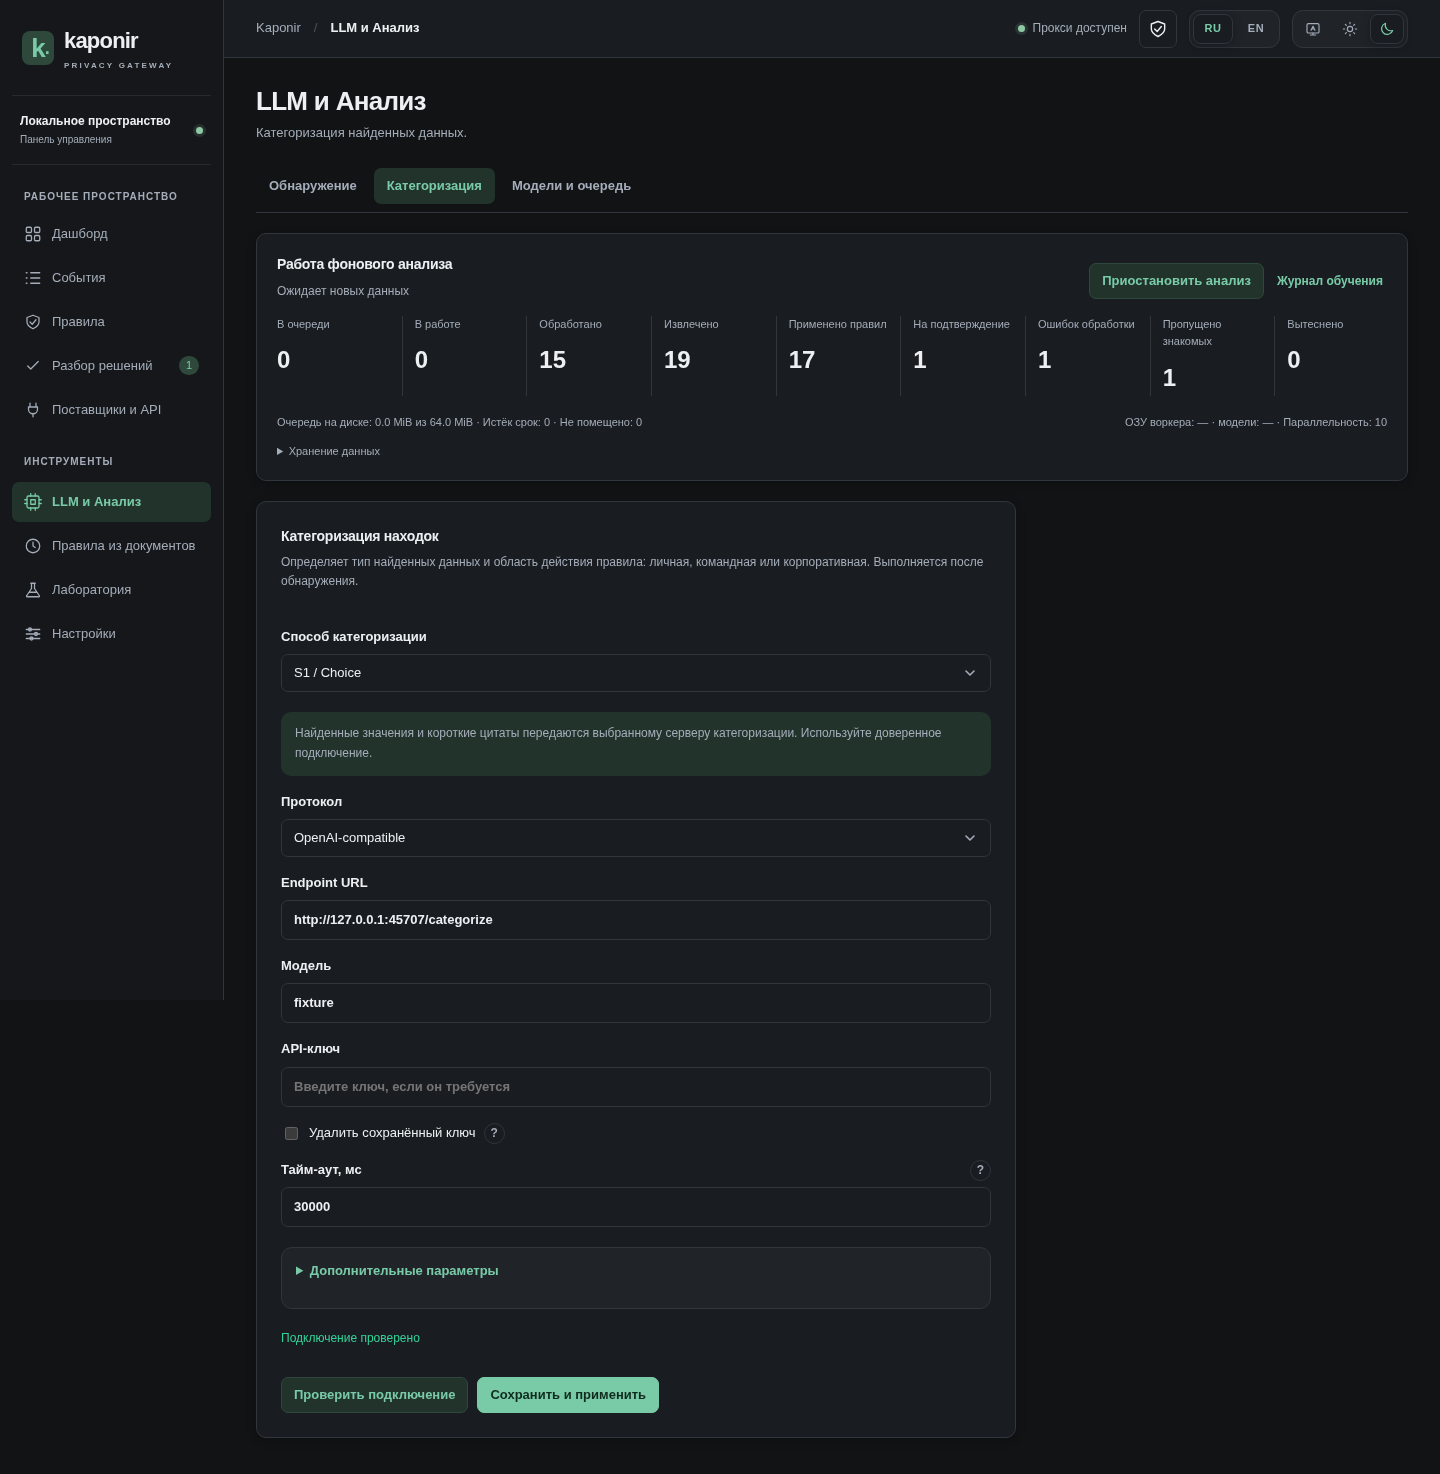 k.
kaponir
PRIVACY GATEWAY
Локальное пространство
Панель управления
РАБОЧЕЕ ПРОСТРАНСТВО
Дашборд
События
Правила
Разбор решений 1
Поставщики и API
ИНСТРУМЕНТЫ
LLM и Анализ
Правила из документов
Лаборатория
Настройки
Kaponir / LLM и Анализ
Прокси доступен
RU EN
LLM и Анализ
Категоризация найденных данных.
Обнаружение Категоризация Модели и очередь
Работа фонового анализа
Ожидает новых данных
Приостановить анализ Журнал обучения
В очереди
0
В работе
0
Обработано
15
Извлечено
19
Применено правил
17
На подтверждение
1
Ошибок обработки
1
Пропущено
знакомых
1
Вытеснено
0
Очередь на диске: 0.0 MiB из 64.0 MiB · Истёк срок: 0 · Не помещено: 0
ОЗУ воркера: — · модели: — · Параллельность: 10
Хранение данных
Категоризация находок
Определяет тип найденных данных и область действия правила: личная, командная или корпоративная. Выполняется после
обнаружения.
Способ категоризации
S1 / Choice
Найденные значения и короткие цитаты передаются выбранному серверу категоризации. Используйте доверенное
подключение.
Протокол
OpenAI-compatible
Endpoint URL
http://127.0.0.1:45707/categorize
Модель
fixture
API-ключ
Введите ключ, если он требуется
Удалить сохранённый ключ ?
Тайм-аут, мс ?
30000
Дополнительные параметры
Подключение проверено
Проверить подключение Сохранить и применить